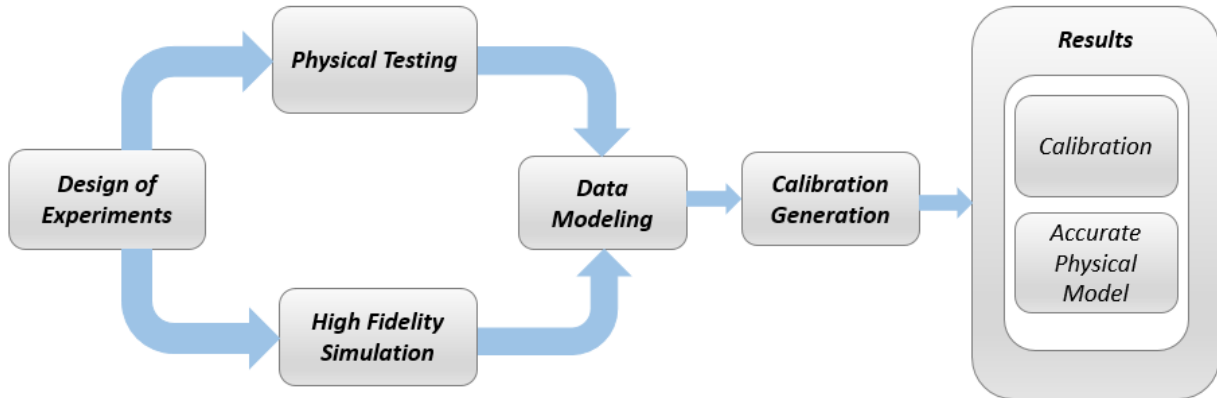 Physical Testing
Design of
Experiments
High Fidelity
Simulation
Data
Modeling
Calibration
Generation
Results
Calibration
Accurate
Physical
Model